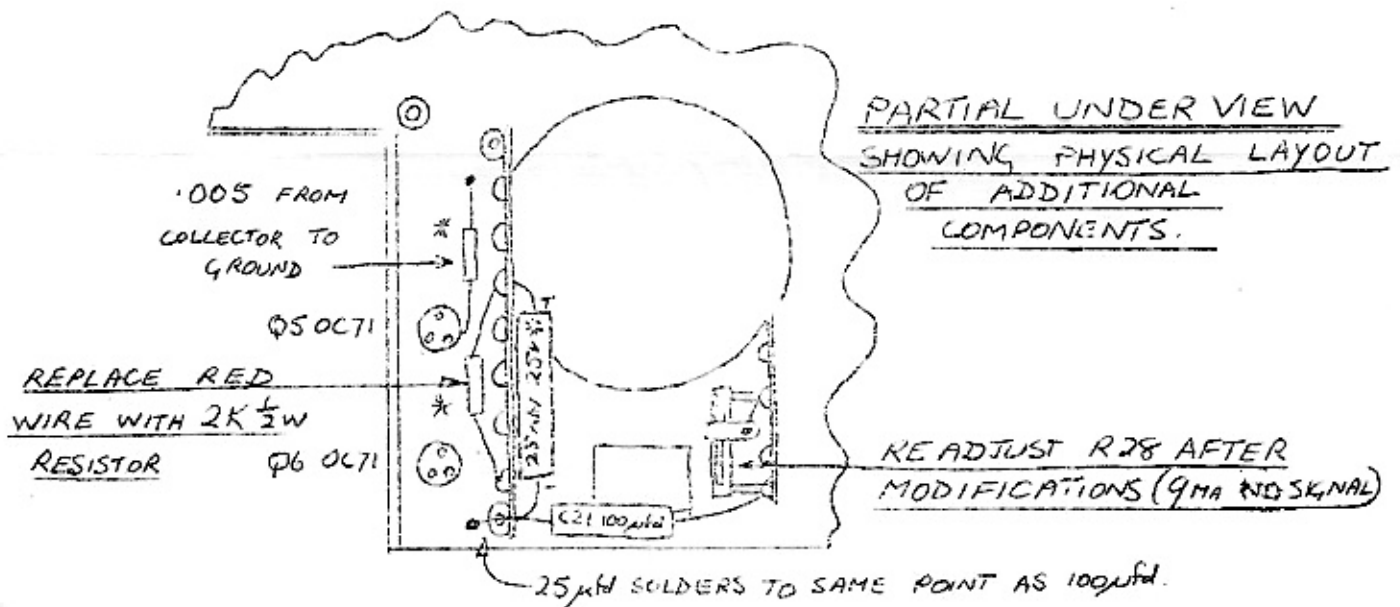 PARTIAL UNDER VIEW
SHOWING PHYSICAL LAYOUT
OF ADDITIONAL
COMPONENTS.
.005 FROM
COLLECTOR TO
GROUND
Q5 OC71
REPLACE RED
WIRE WITH 2K ½W
RESISTOR
Q6 OC71
25V
C21 100µfd
READJUST R28 AFTER
MODIFICATIONS (9MA NO SIGNAL)
25µfd SOLDERS TO SAME POINT AS 100µfd.